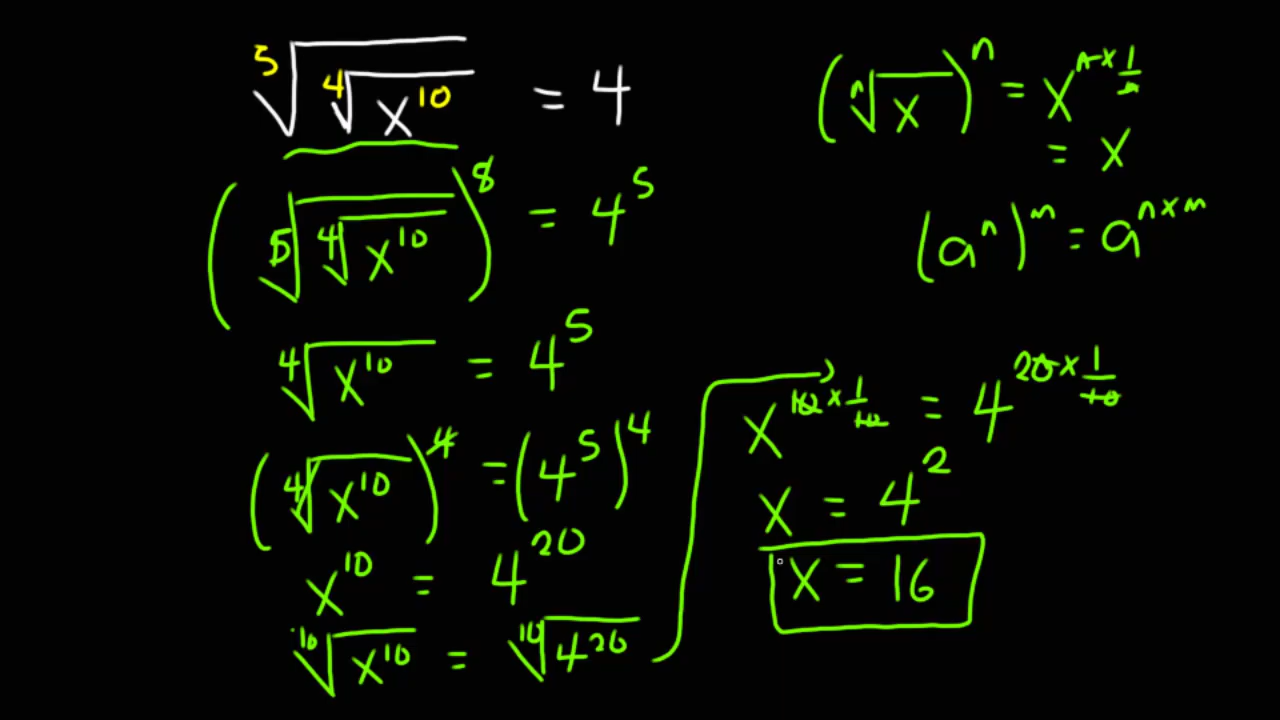 ⁵√(⁴√(x¹⁰)) = 4
(⁵√(⁴√(x¹⁰)))⁸ = 4⁵
⁴√(x¹⁰) = 4⁵
(⁴√(x¹⁰))⁴ = (4⁵)⁴
x¹⁰ = 4²⁰
¹⁰√(x¹⁰) = ¹⁰√(4²⁰)
(ⁿ√x)ⁿ = x^(n × 1/n)
= x
(aⁿ)ᵐ = a^(n × m)
x^(10 × 1/10) = 4^(20 × 1/10)
x = 4²
x = 16